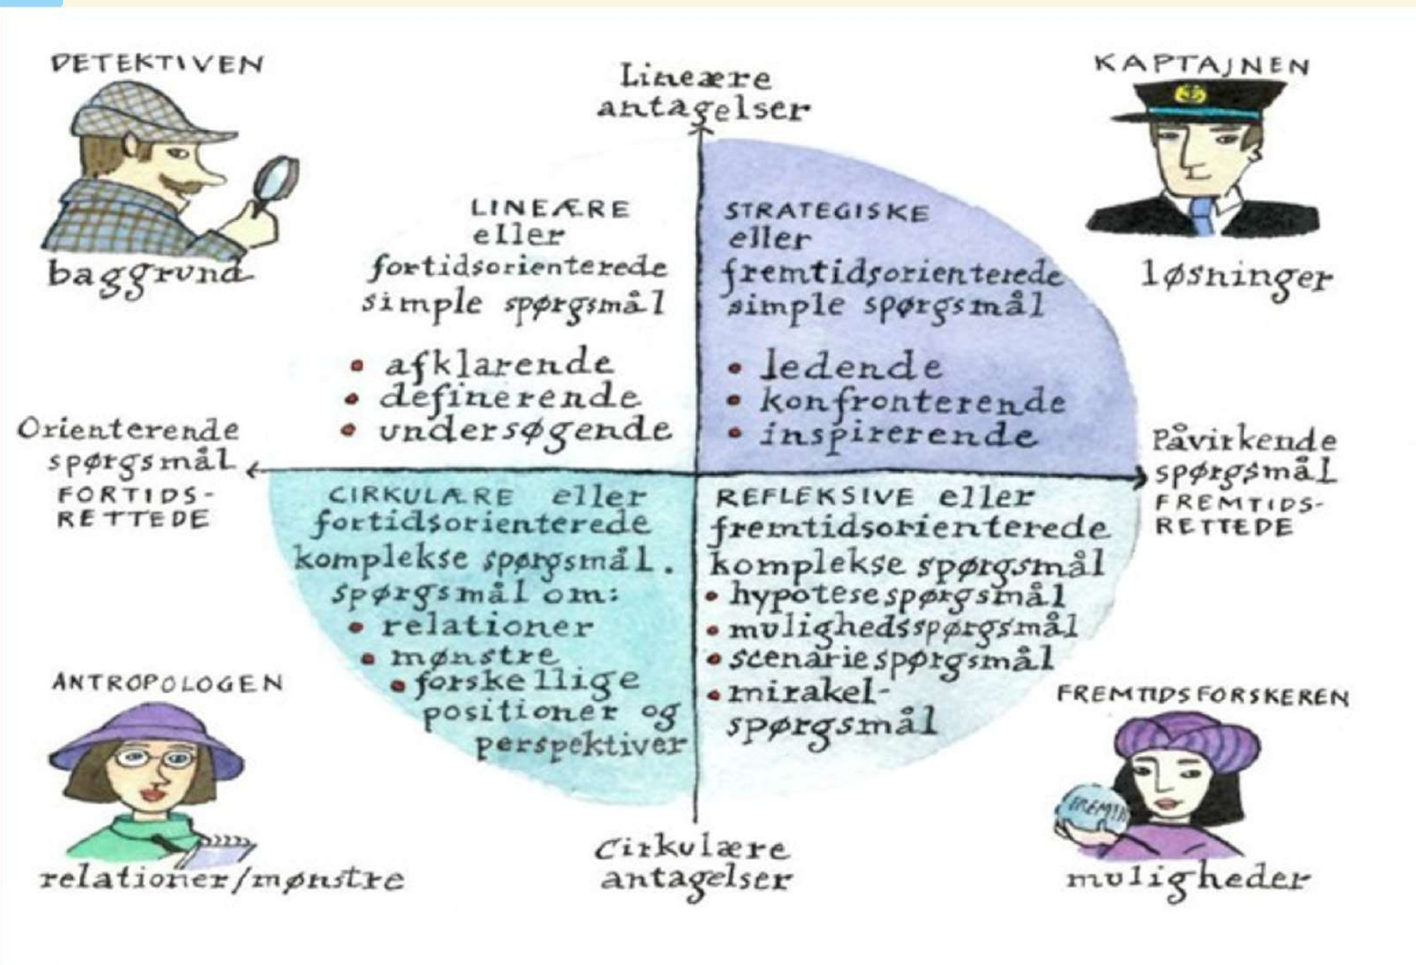 DETEKTIVEN
baggrund
Lineære
antagelser
KAPTAJNEN
løsninger
LINEÆRE
eller
fortidsorienterede
simple spørgsmål
• afklarende
• definerende
• undersøgende
STRATEGISKE
eller
fremtidsorienterede
simple spørgsmål
• ledende
• konfronterende
• inspirerende
Orienterende
spørgsmål
FORTIDS-
RETTEDE
Påvirkende
spørgsmål
FREMTIDS-
RETTEDE
CIRKULÆRE eller
fortidsorienterede
komplekse spørgsmål.
spørgsmål om:
• relationer
• mønstre
• forskellige
positioner og
perspektiver
REFLEKSIVE eller
fremtidsorienterede
komplekse spørgsmål
• hypotesespørgsmål
• mulighedsspørgsmål
• scenariespørgsmål
• mirakel-
spørgsmål
ANTROPOLOGEN
relationer/mønstre
Cirkulære
antagelser
FREMTIDSFORSKEREN
muligheder